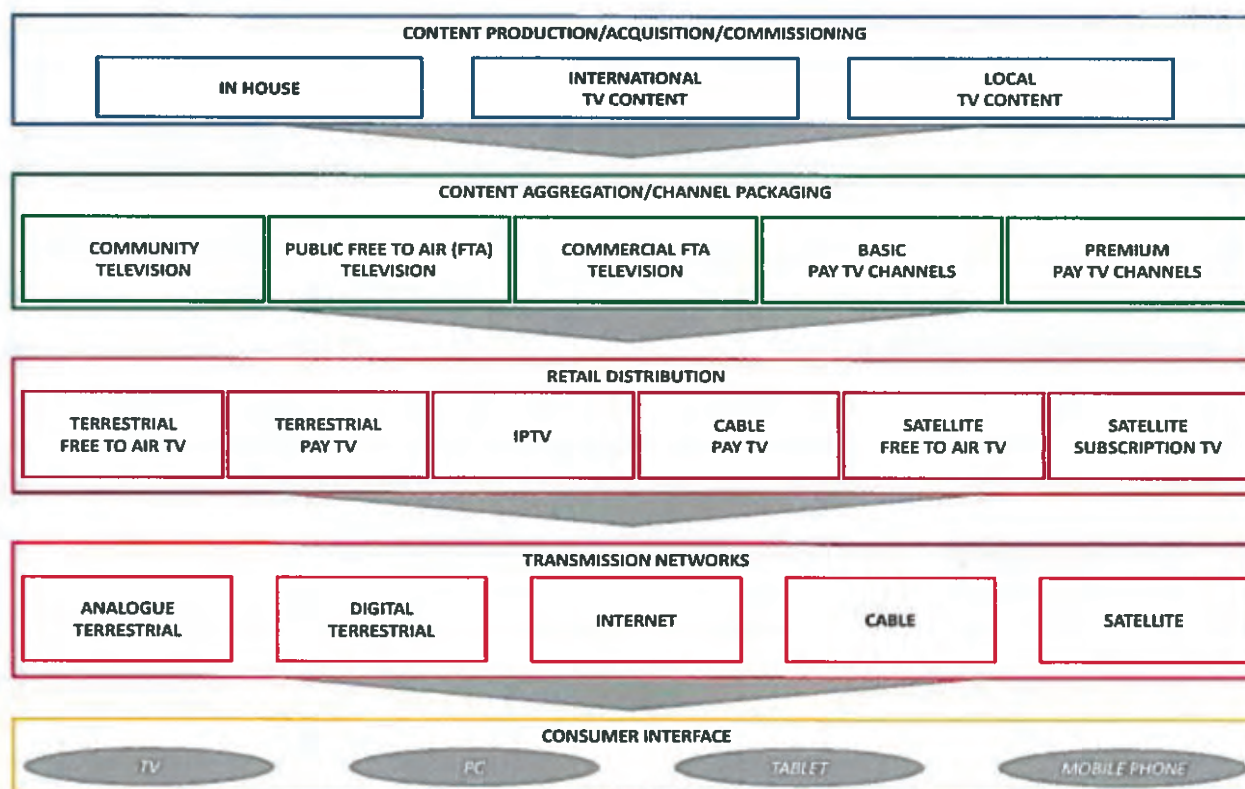 CONTENT PRODUCTION/ACQUISITION/COMMISSIONING
IN HOUSE
INTERNATIONAL
TV CONTENT
LOCAL
TV CONTENT
CONTENT AGGREGATION/CHANNEL PACKAGING
COMMUNITY
TELEVISION
PUBLIC FREE TO AIR (FTA)
TELEVISION
COMMERCIAL FTA
TELEVISION
BASIC
PAY TV CHANNELS
PREMIUM
PAY TV CHANNELS
RETAIL DISTRIBUTION
TERRESTRIAL
FREE TO AIR TV
TERRESTRIAL
PAY TV
IPTV
CABLE
PAY TV
SATELLITE
FREE TO AIR TV
SATELLITE
SUBSCRIPTION TV
TRANSMISSION NETWORKS
ANALOGUE
TERRESTRIAL
DIGITAL
TERRESTRIAL
INTERNET
CABLE
SATELLITE
CONSUMER INTERFACE
TV
PC
TABLET
MOBILE PHONE